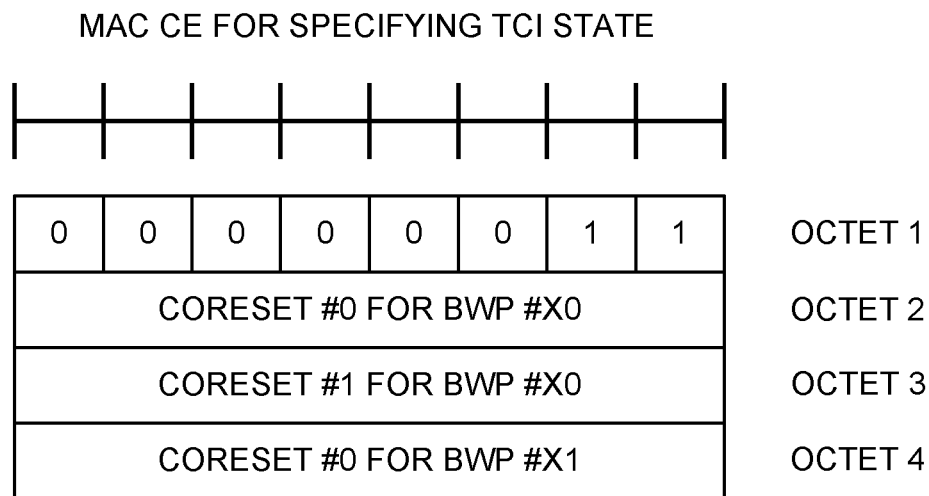 MAC CE FOR SPECIFYING TCI STATE
0 0 0 0 0 0 1 1 OCTET 1
CORESET #0 FOR BWP #X0 OCTET 2
CORESET #1 FOR BWP #X0 OCTET 3
CORESET #0 FOR BWP #X1 OCTET 4